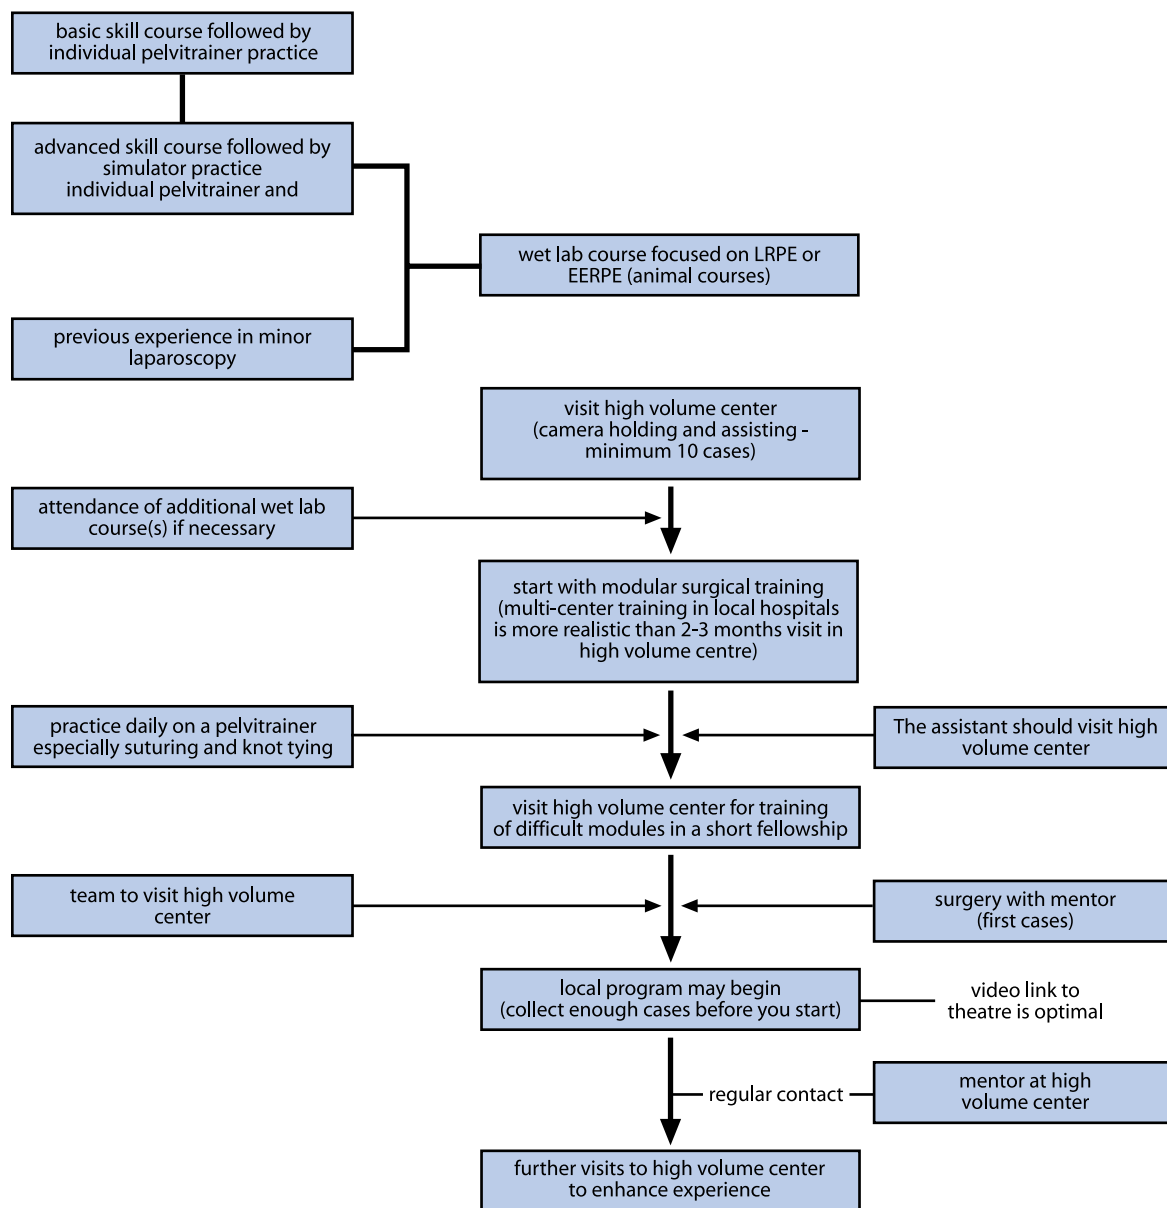 basic skill course followed by
individual pelvitrainer practice
advanced skill course followed by
simulator practice
individual pelvitrainer and
wet lab course focused on LRPE or
EERPE (animal courses)
previous experience in minor
laparoscopy
visit high volume center
(camera holding and assisting -
minimum 10 cases)
attendance of additional wet lab
course(s) if necessary
start with modular surgical training
(multi-center training in local hospitals
is more realistic than 2-3 months visit in
high volume centre)
practice daily on a pelvitrainer
especially suturing and knot tying
The assistant should visit high
volume center
visit high volume center for training
of difficult modules in a short fellowship
team to visit high volume
center
surgery with mentor
(first cases)
local program may begin
(collect enough cases before you start)
video link to
theatre is optimal
regular contact
mentor at high
volume center
further visits to high volume center
to enhance experience